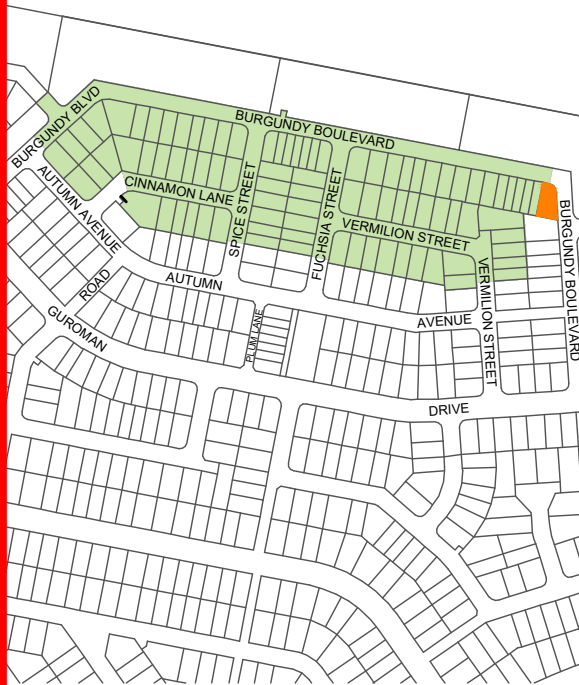 BURGUNDY BLVD
BURGUNDY BOULEVARD
CINNAMON LANE
SPICE STREET
FUCHSIA STREET
AUTUMN AVENUE
VERMILION STREET
BURGUNDY BOULEVARD
VERMILION STREET
ROAD
AUTUMN
AVENUE
PLUM LANE
GUROMAN
DRIVE